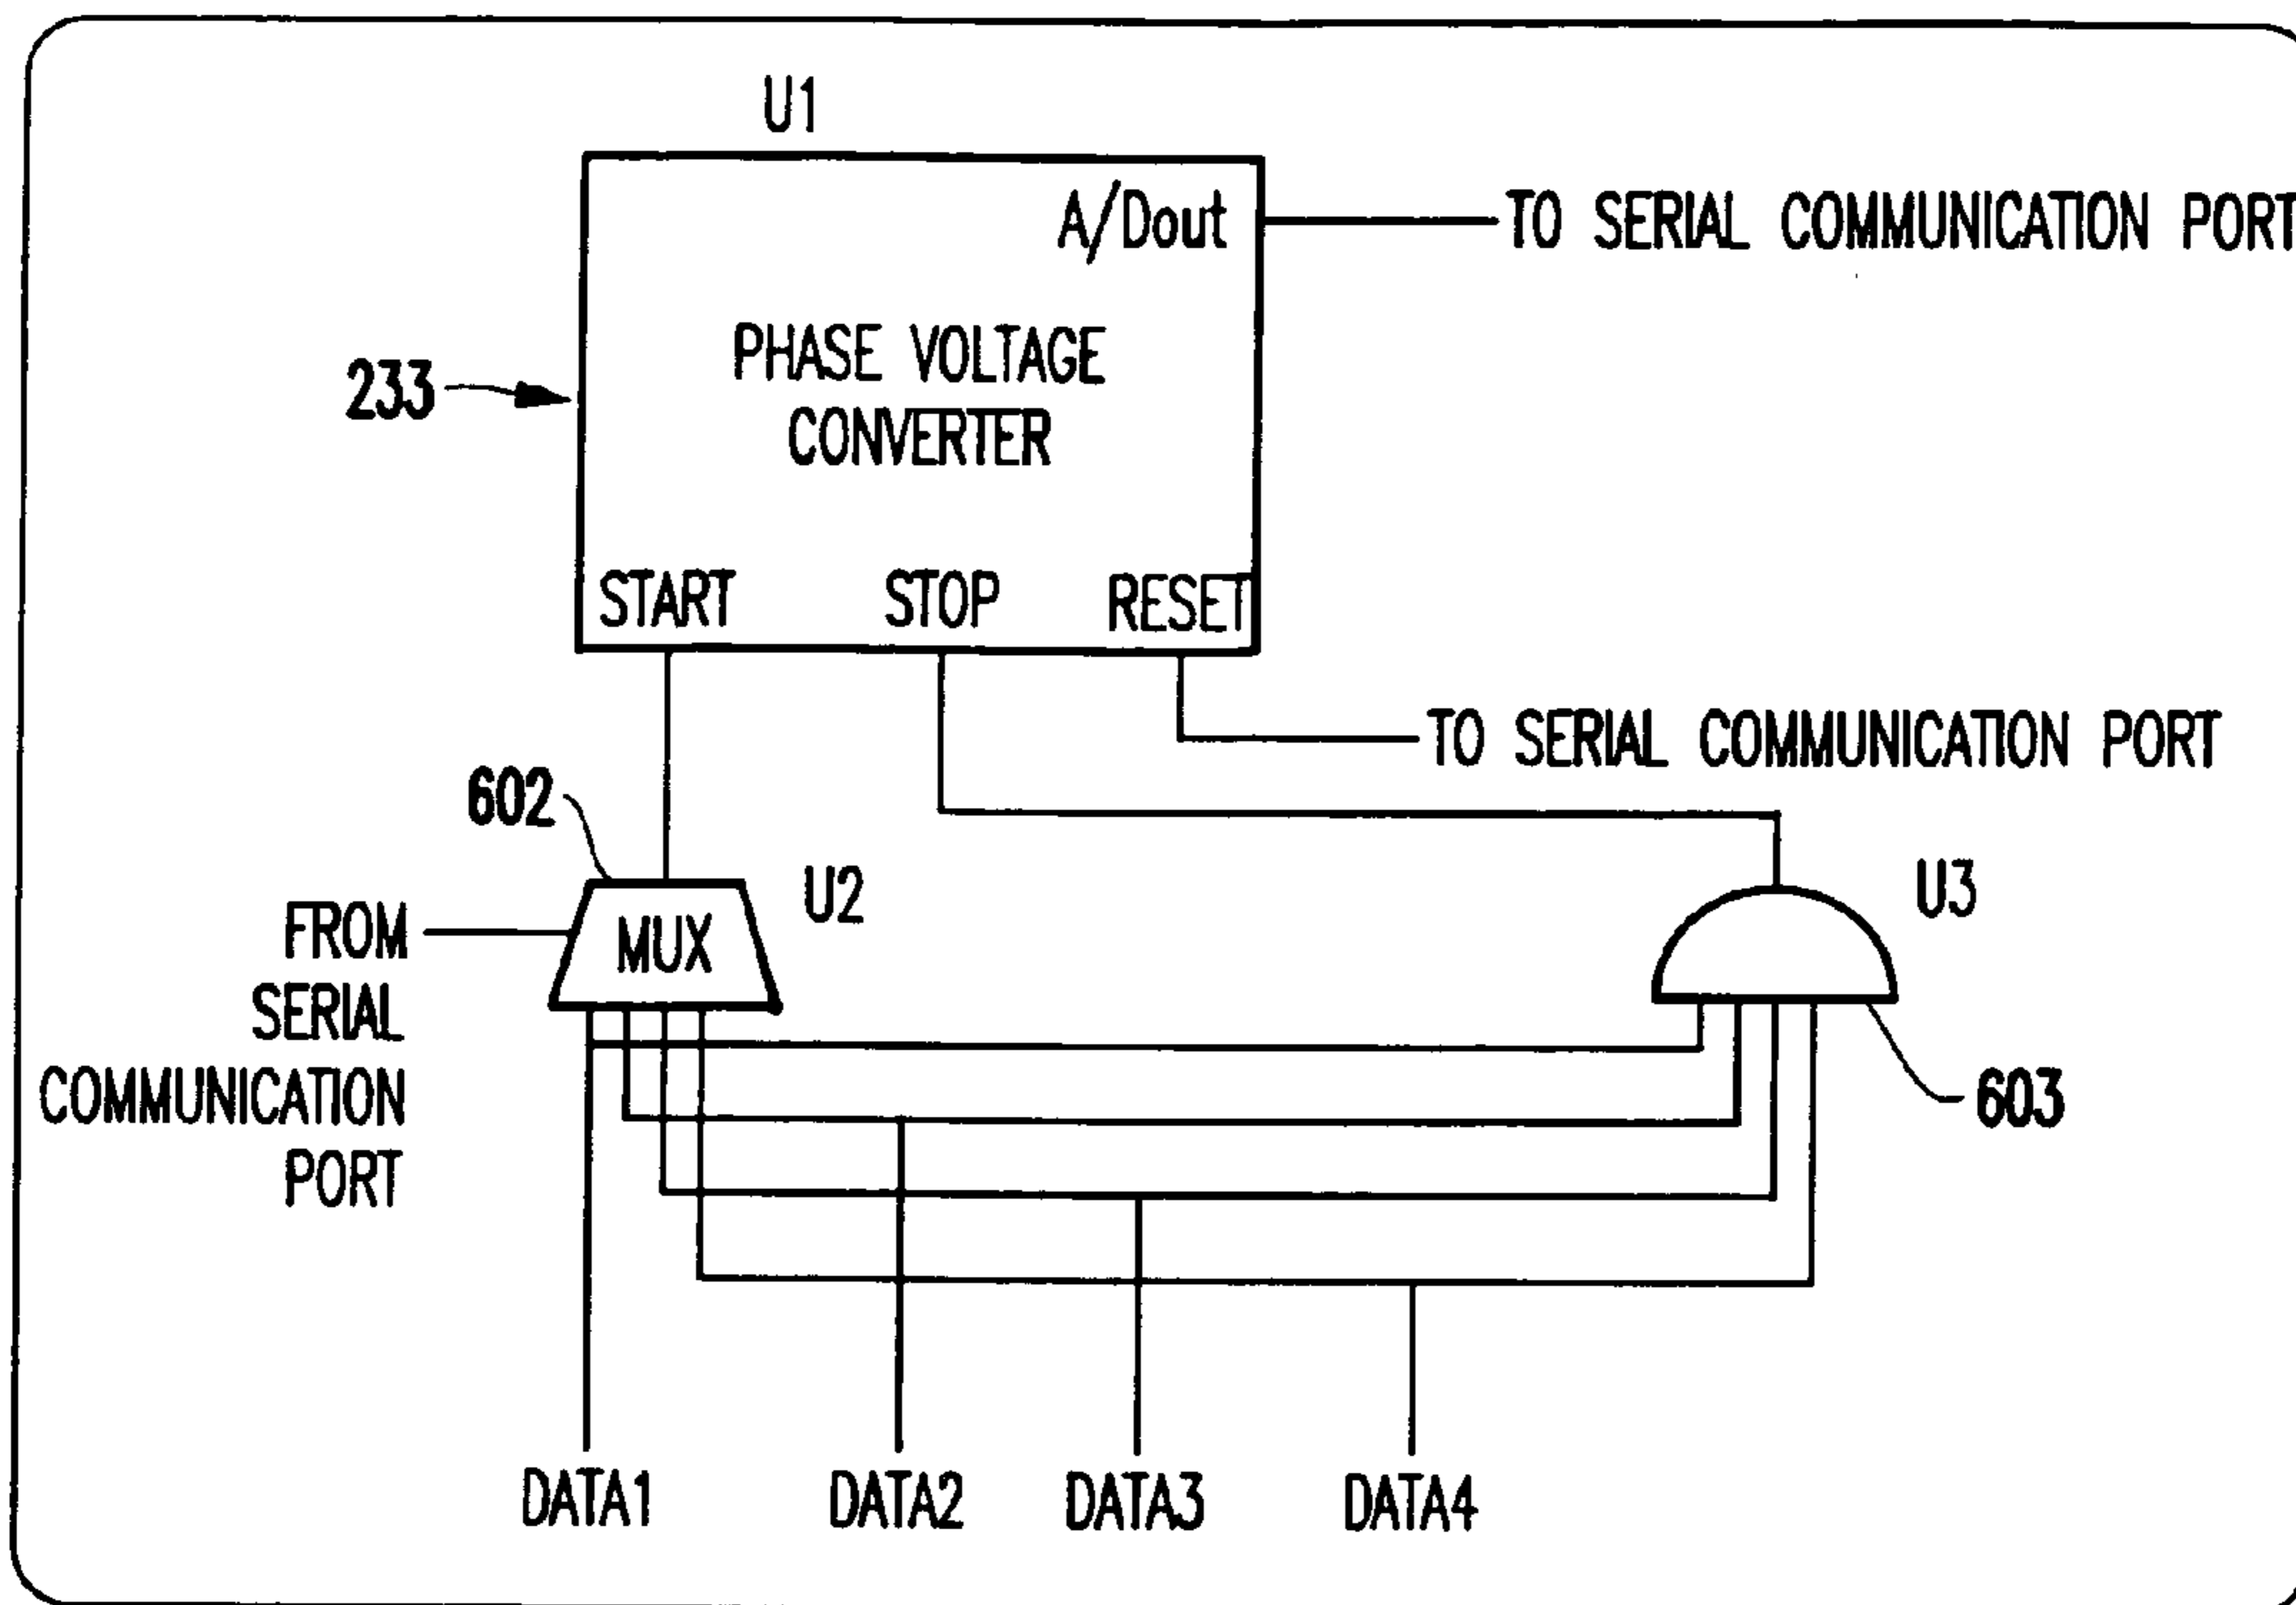 U1
A/Dout
TO SERIAL COMMUNICATION PORT
PHASE VOLTAGE
CONVERTER
233
START
STOP
RESET
TO SERIAL COMMUNICATION PORT
602
U2
U3
FROM
SERIAL
COMMUNICATION
PORT
MUX
603
DATA1
DATA2
DATA3
DATA4